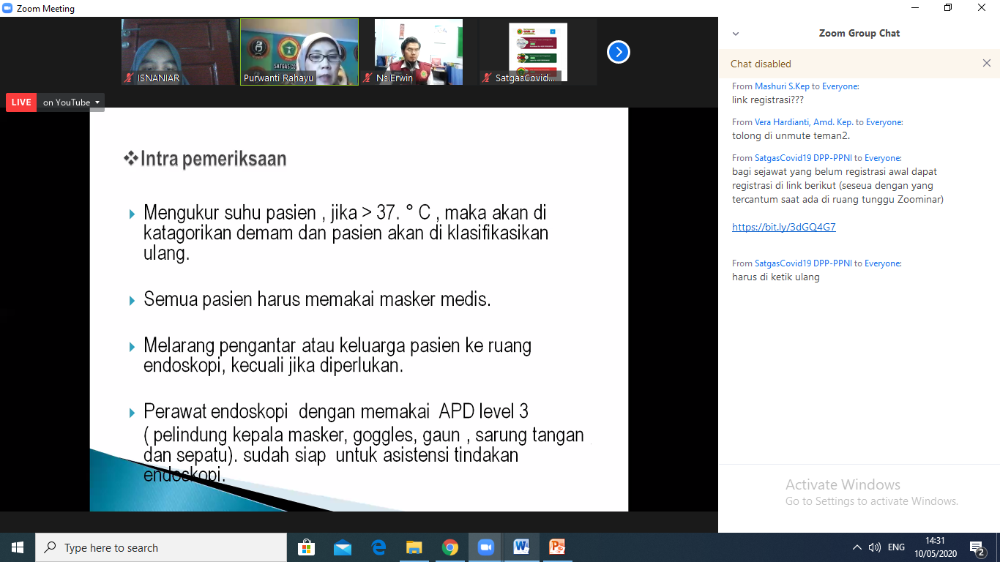 Zoom Meeting
ISNANIAR
Purwanti Rahayu
SATGAS CO
Ns.Erwin
SatgasCovid...
LIVE
on YouTube
Intra pemeriksaan
Mengukur suhu pasien , jika > 37. ° C , maka akan di
katagorikan demam dan pasien akan di klasifikasikan
ulang.
Semua pasien harus memakai masker medis.
Melarang pengantar atau keluarga pasien ke ruang
endoskopi, kecuali jika diperlukan.
Perawat endoskopi dengan memakai APD level 3
( pelindung kepala masker, goggles, gaun , sarung tangan
dan sepatu). sudah siap untuk asistensi tindakan
endoskopi.
Zoom Group Chat
Chat disabled
From Mashuri S.Kep to Everyone:
link registrasi???
From Vera Hardianti, Amd. Kep. to Everyone:
tolong di unmute teman2.
From SatgasCovid19 DPP-PPNI to Everyone:
bagi sejawat yang belum registrasi awal dapat
registrasi di link berikut (seseua dengan yang
tercantum saat ada di ruang tunggu Zoominar)
https://bit.ly/3dGQ4G7
From SatgasCovid19 DPP-PPNI to Everyone:
harus di ketik ulang
Activate Windows
Go to Settings to activate Windows.
Type here to search
ENG
14:31
10/05/2020
2